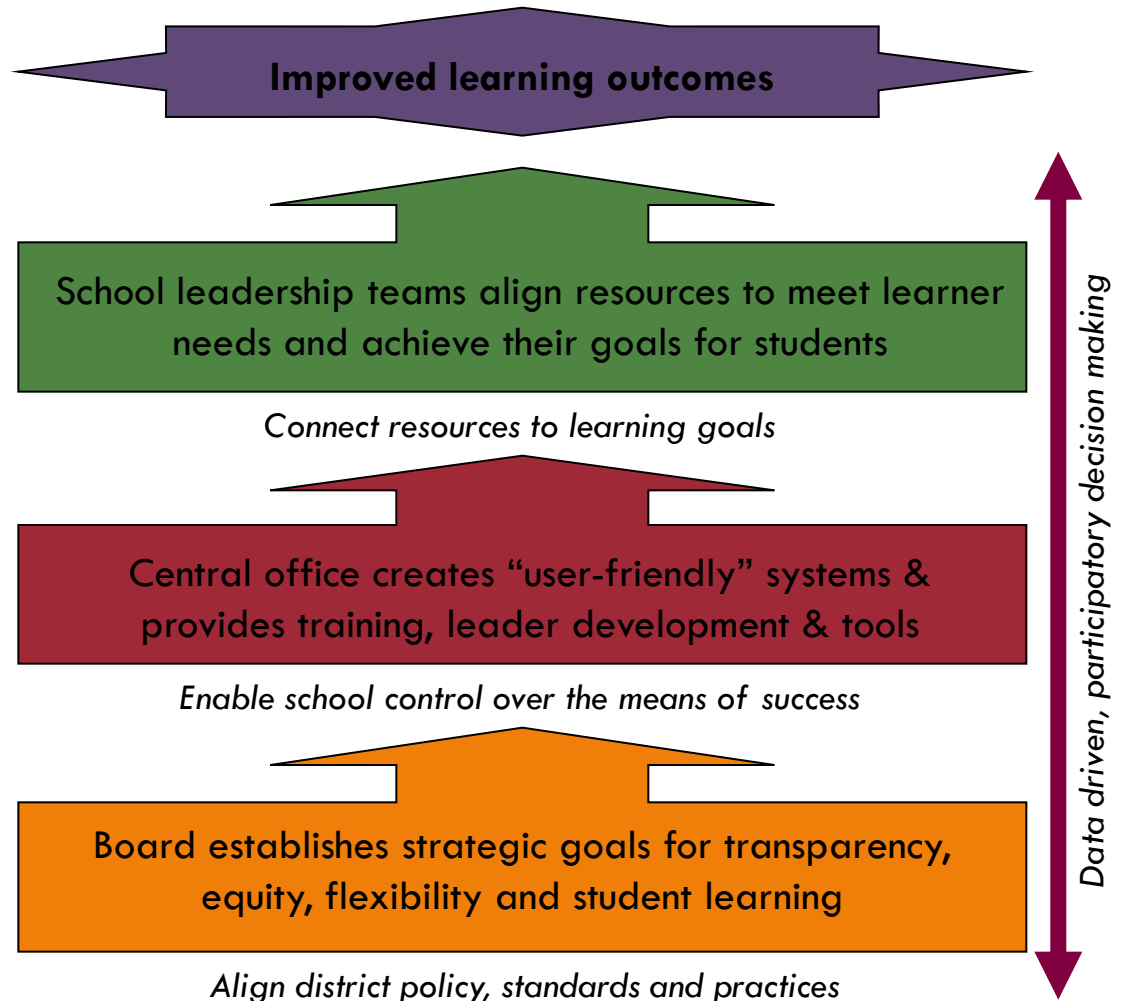 Improved learning outcomes
School leadership teams align resources to meet learner
needs and achieve their goals for students
Connect resources to learning goals
Central office creates “user-friendly” systems &
provides training, leader development & tools
Enable school control over the means of success
Board establishes strategic goals for transparency,
equity, flexibility and student learning
Align district policy, standards and practices
Data driven, participatory decision making